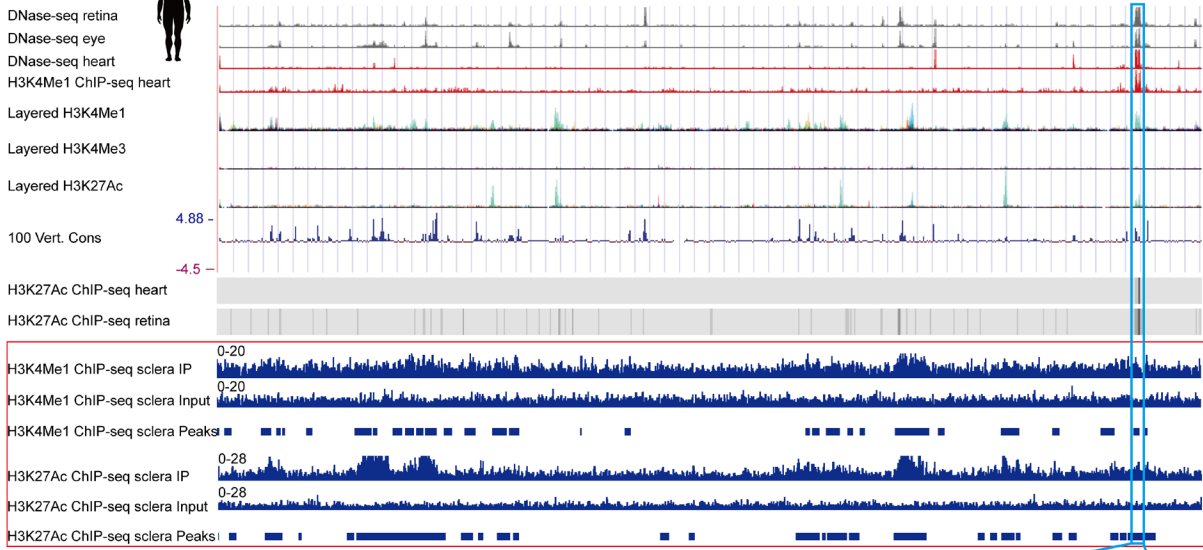 DNase-seq retina
DNase-seq eye
DNase-seq heart
H3K4Me1 ChIP-seq heart
Layered H3K4Me1
Layered H3K4Me3
Layered H3K27Ac
4.88
100 Vert. Cons
-4.5
H3K27Ac ChIP-seq heart
H3K27Ac ChIP-seq retina
0-20
H3K4Me1 ChIP-seq sclera IP
0-20
H3K4Me1 ChIP-seq sclera Input
H3K4Me1 ChIP-seq sclera Peaks
0-28
H3K27Ac ChIP-seq sclera IP
0-28
H3K27Ac ChIP-seq sclera Input
H3K27Ac ChIP-seq sclera Peaks